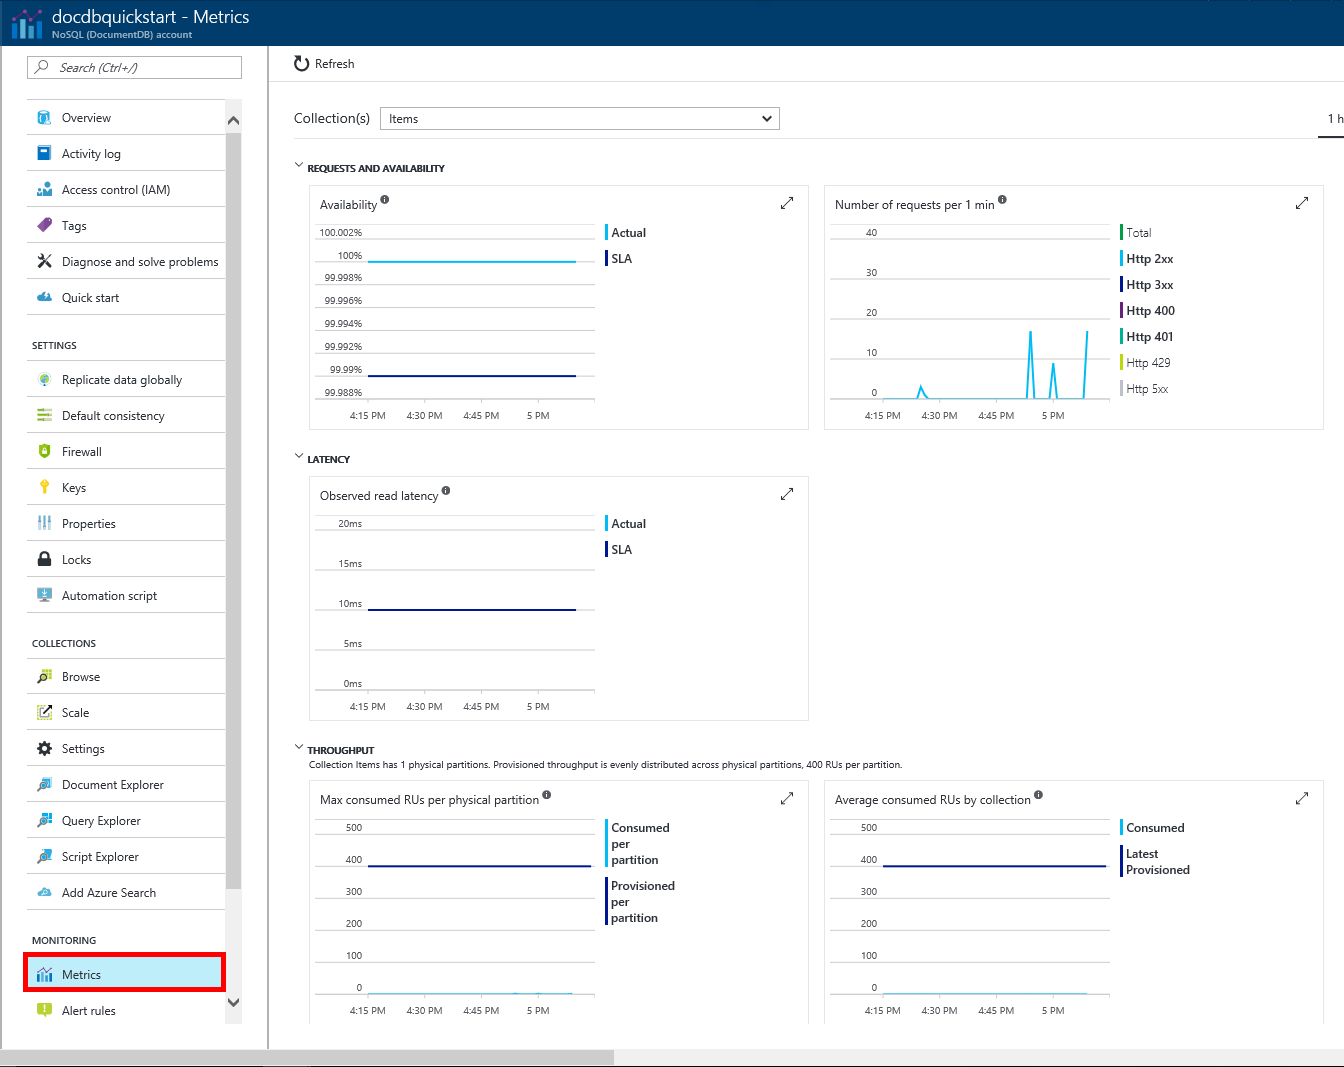 docdbquickstart - Metrics
NoSQL (DocumentDB) account
Search (Ctrl+/)
Overview
Activity log
Access control (IAM)
Tags
Diagnose and solve problems
Quick start
SETTINGS
Replicate data globally
Default consistency
Firewall
Keys
Properties
Locks
Automation script
COLLECTIONS
Browse
Scale
Settings
Document Explorer
Query Explorer
Script Explorer
Add Azure Search
MONITORING
Metrics
Alert rules
Refresh
Collection(s)
Items
1 h
REQUESTS AND AVAILABILITY
Availability
100.002%
100%
99.998%
99.996%
99.994%
99.992%
99.99%
99.988%
4:15 PM 4:30 PM 4:45 PM 5 PM
Actual
SLA
Number of requests per 1 min
40
30
20
10
0
4:15 PM 4:30 PM 4:45 PM 5 PM
Total
Http 2xx
Http 3xx
Http 400
Http 401
Http 429
Http 5xx
LATENCY
Observed read latency
20ms
15ms
10ms
5ms
0ms
4:15 PM 4:30 PM 4:45 PM 5 PM
Actual
SLA
THROUGHPUT
Collection Items has 1 physical partitions. Provisioned throughput is evenly distributed across physical partitions, 400 RUs per partition.
Max consumed RUs per physical partition
500
400
300
200
100
0
4:15 PM 4:30 PM 4:45 PM 5 PM
Consumed
per
partition
Provisioned
per
partition
Average consumed RUs by collection
500
400
300
200
100
0
4:15 PM 4:30 PM 4:45 PM 5 PM
Consumed
Latest
Provisioned